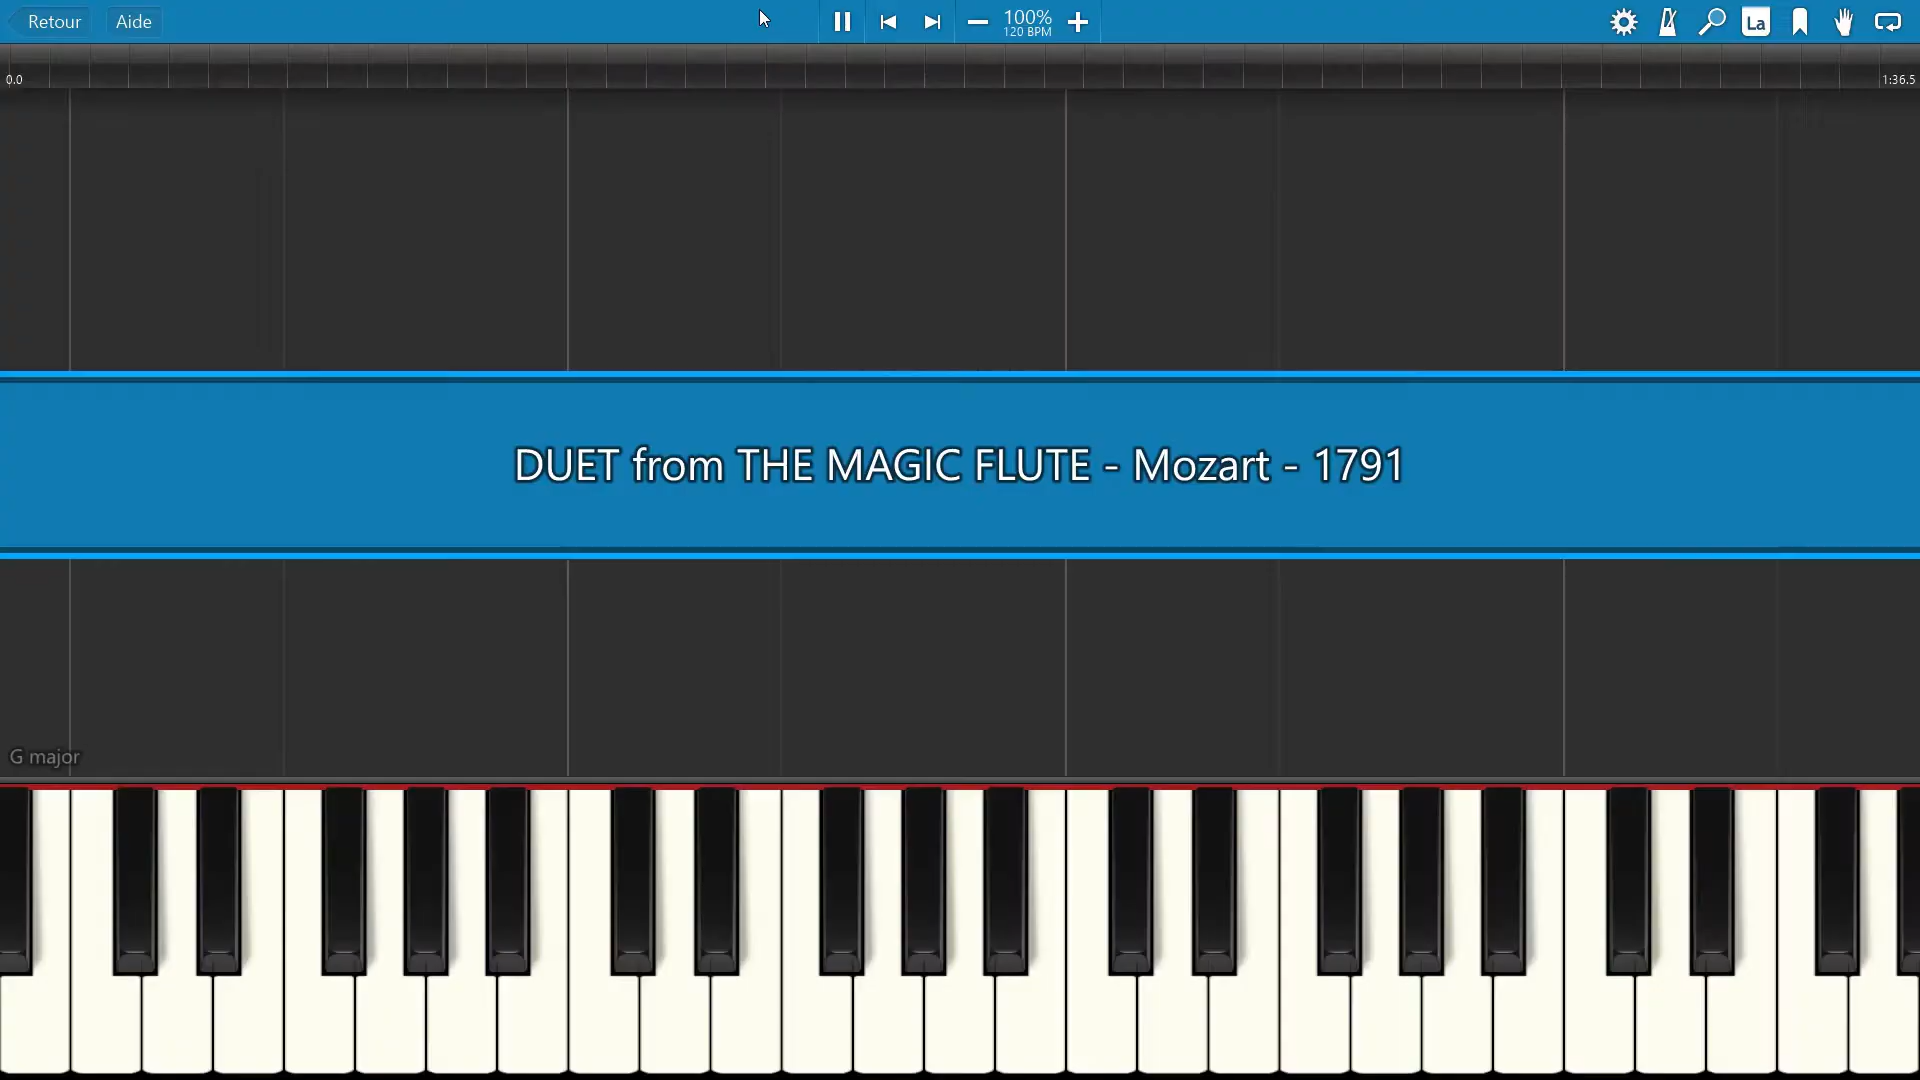 Retour
Aide
100%
120 BPM
La
0.0
1:36.5
DUET from THE MAGIC FLUTE - Mozart - 1791
G major